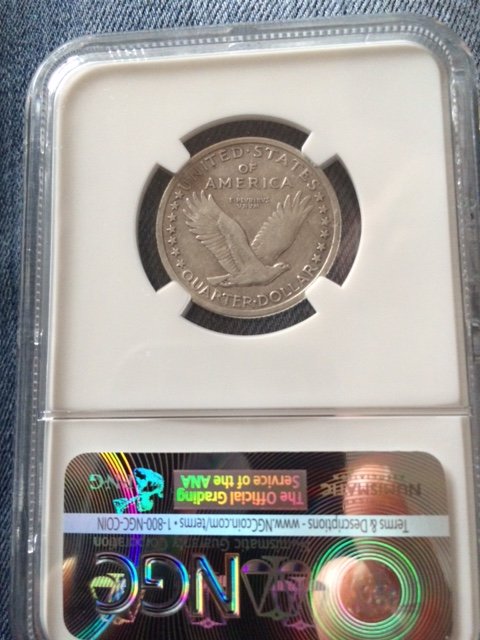 UNITED · STATES
OF
AMERICA
E PLURIBUS
UNUM
QUARTER · DOLLAR
NGC
The Official Grading
Service of the ANA
NUMISMATIC
Terms & Descriptions • www.NGCcoin.com/terms • 1-800-NGC-COIN
NGC